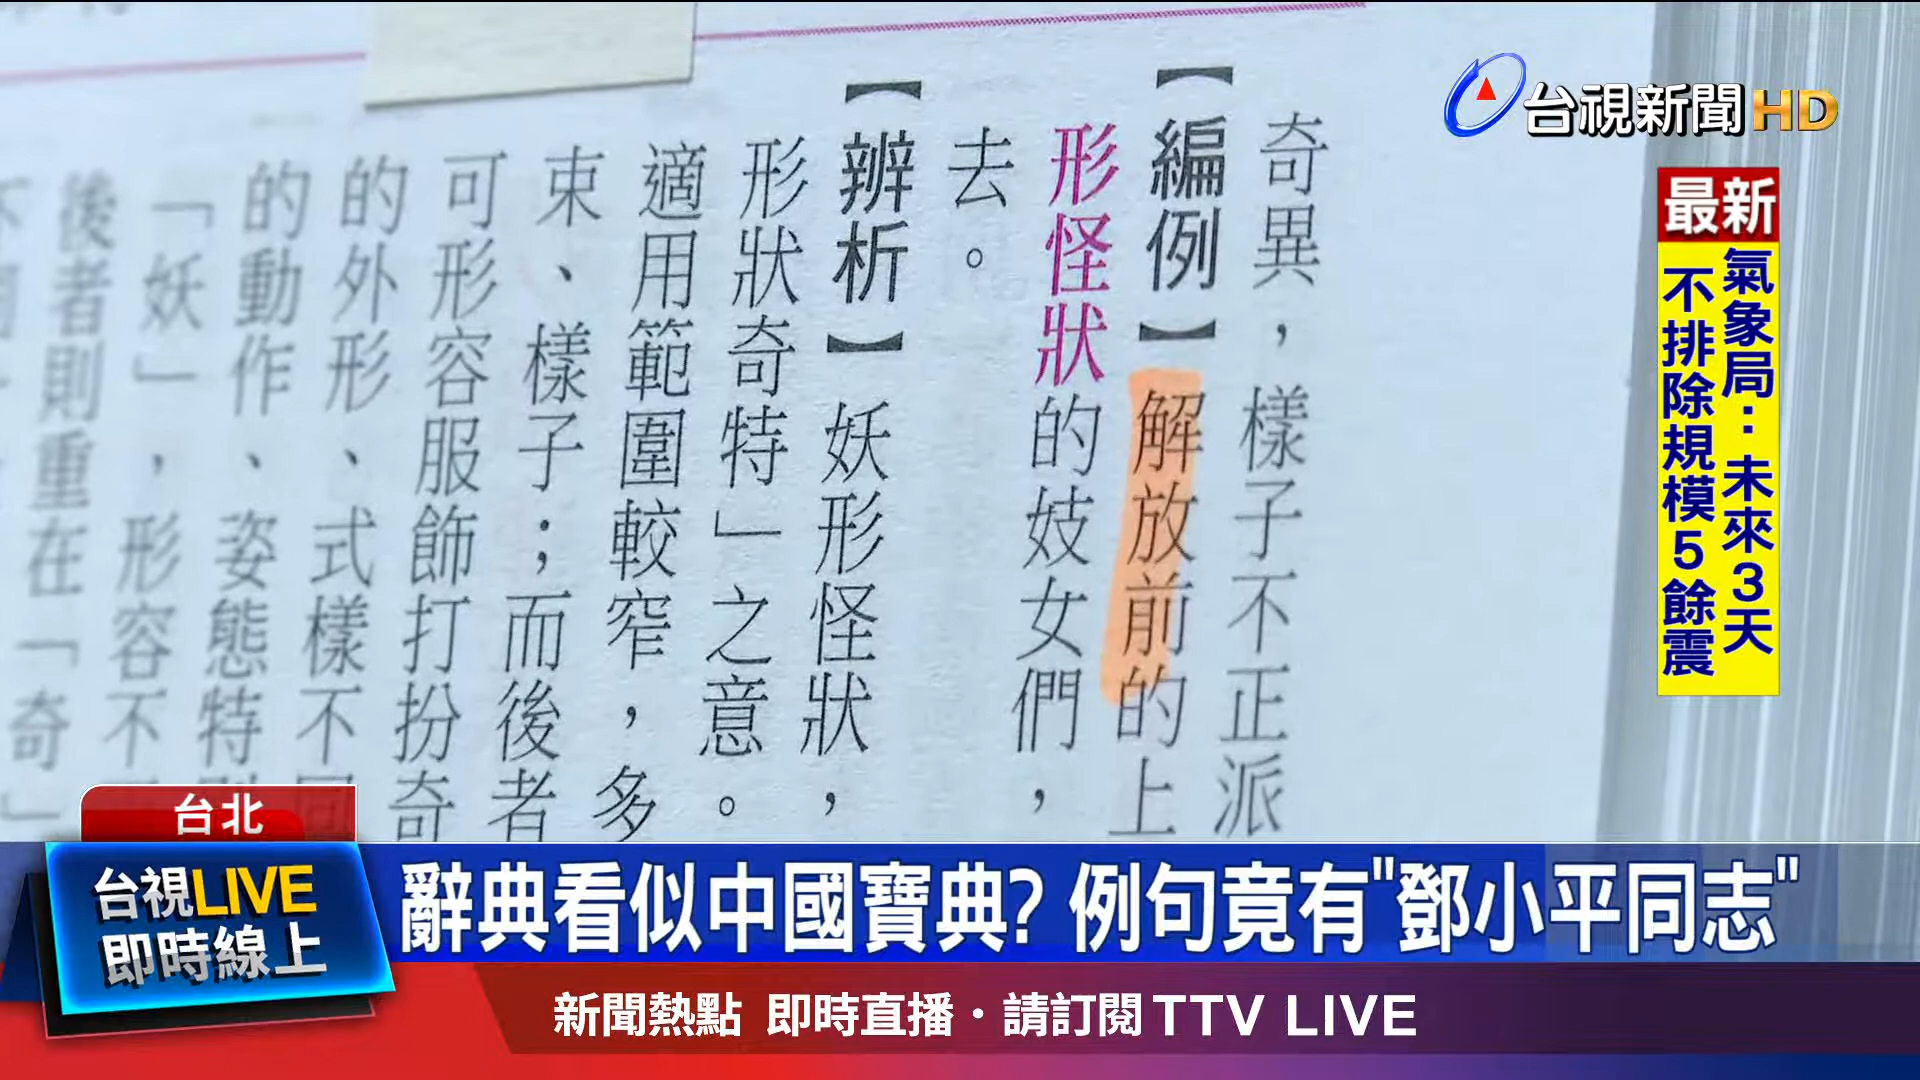 奇異，樣子不正派
【編例】解放前的上
形怪狀的妓女們，
去。
【辨析】妖形怪狀，
形狀奇特」之意。
適用範圍較窄，多
束、樣子；而後者
可形容服飾打扮奇
的外形、式樣不同
的動作、姿態特別
「妖」，形容不
後者則重在「奇」
台視新聞HD
最新
氣象局：未來3天
不排除規模5餘震
台北
台視LIVE
即時線上
辭典看似中國寶典？例句竟有"鄧小平同志"
新聞熱點 即時直播・請訂閱TTV LIVE